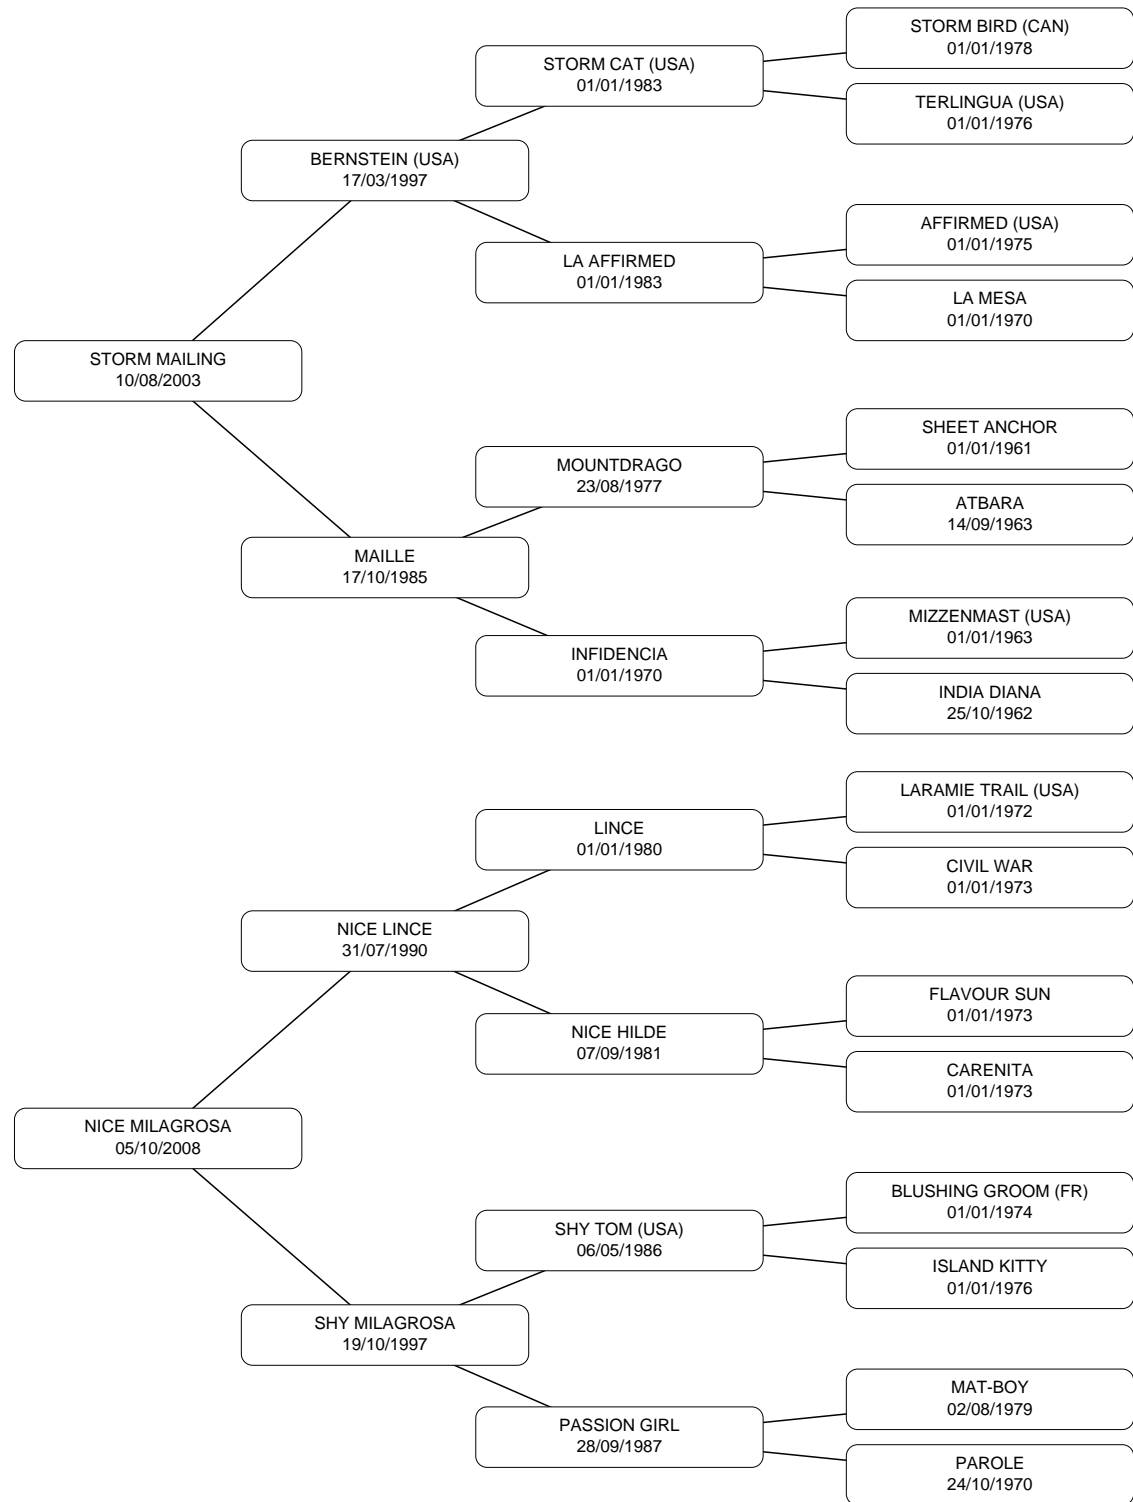 STORM BIRD (CAN)
01/01/1978
STORM CAT (USA)
01/01/1983
TERLINGUA (USA)
01/01/1976
BERNSTEIN (USA)
17/03/1997
AFFIRMED (USA)
01/01/1975
LA AFFIRMED
01/01/1983
LA MESA
01/01/1970
STORM MAILING
10/08/2003
SHEET ANCHOR
01/01/1961
MOUNTDRAGO
23/08/1977
ATBARA
14/09/1963
MAILLE
17/10/1985
MIZZENMAST (USA)
01/01/1963
INFIDENCIA
01/01/1970
INDIA DIANA
25/10/1962
LARAMIE TRAIL (USA)
01/01/1972
LINCE
01/01/1980
CIVIL WAR
01/01/1973
NICE LINCE
31/07/1990
FLAVOUR SUN
01/01/1973
NICE HILDE
07/09/1981
CARENITA
01/01/1973
NICE MILAGROSA
05/10/2008
BLUSHING GROOM (FR)
01/01/1974
SHY TOM (USA)
06/05/1986
ISLAND KITTY
01/01/1976
SHY MILAGROSA
19/10/1997
MAT-BOY
02/08/1979
PASSION GIRL
28/09/1987
PAROLE
24/10/1970